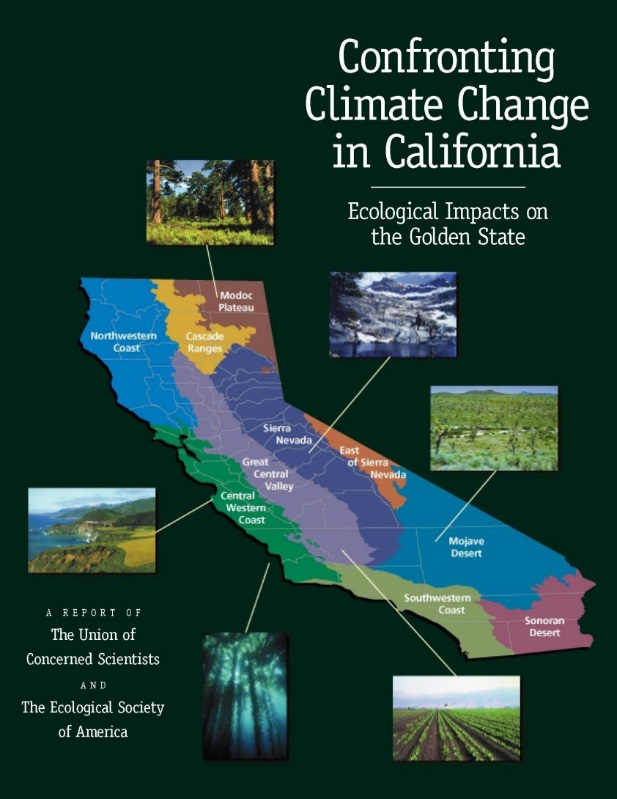 Confronting
Climate Change
in California
Ecological Impacts on
the Golden State
Modoc
Plateau
Northwestern
Coast
Cascade
Ranges
Sierra
Nevada
East
of Sierra
Nevada
Great
Central
Valley
Central
Western
Coast
Mojave
Desert
Southwestern
Coast
Sonoran
Desert
A REPORT OF
The Union of
Concerned Scientists
AND
The Ecological Society
of America